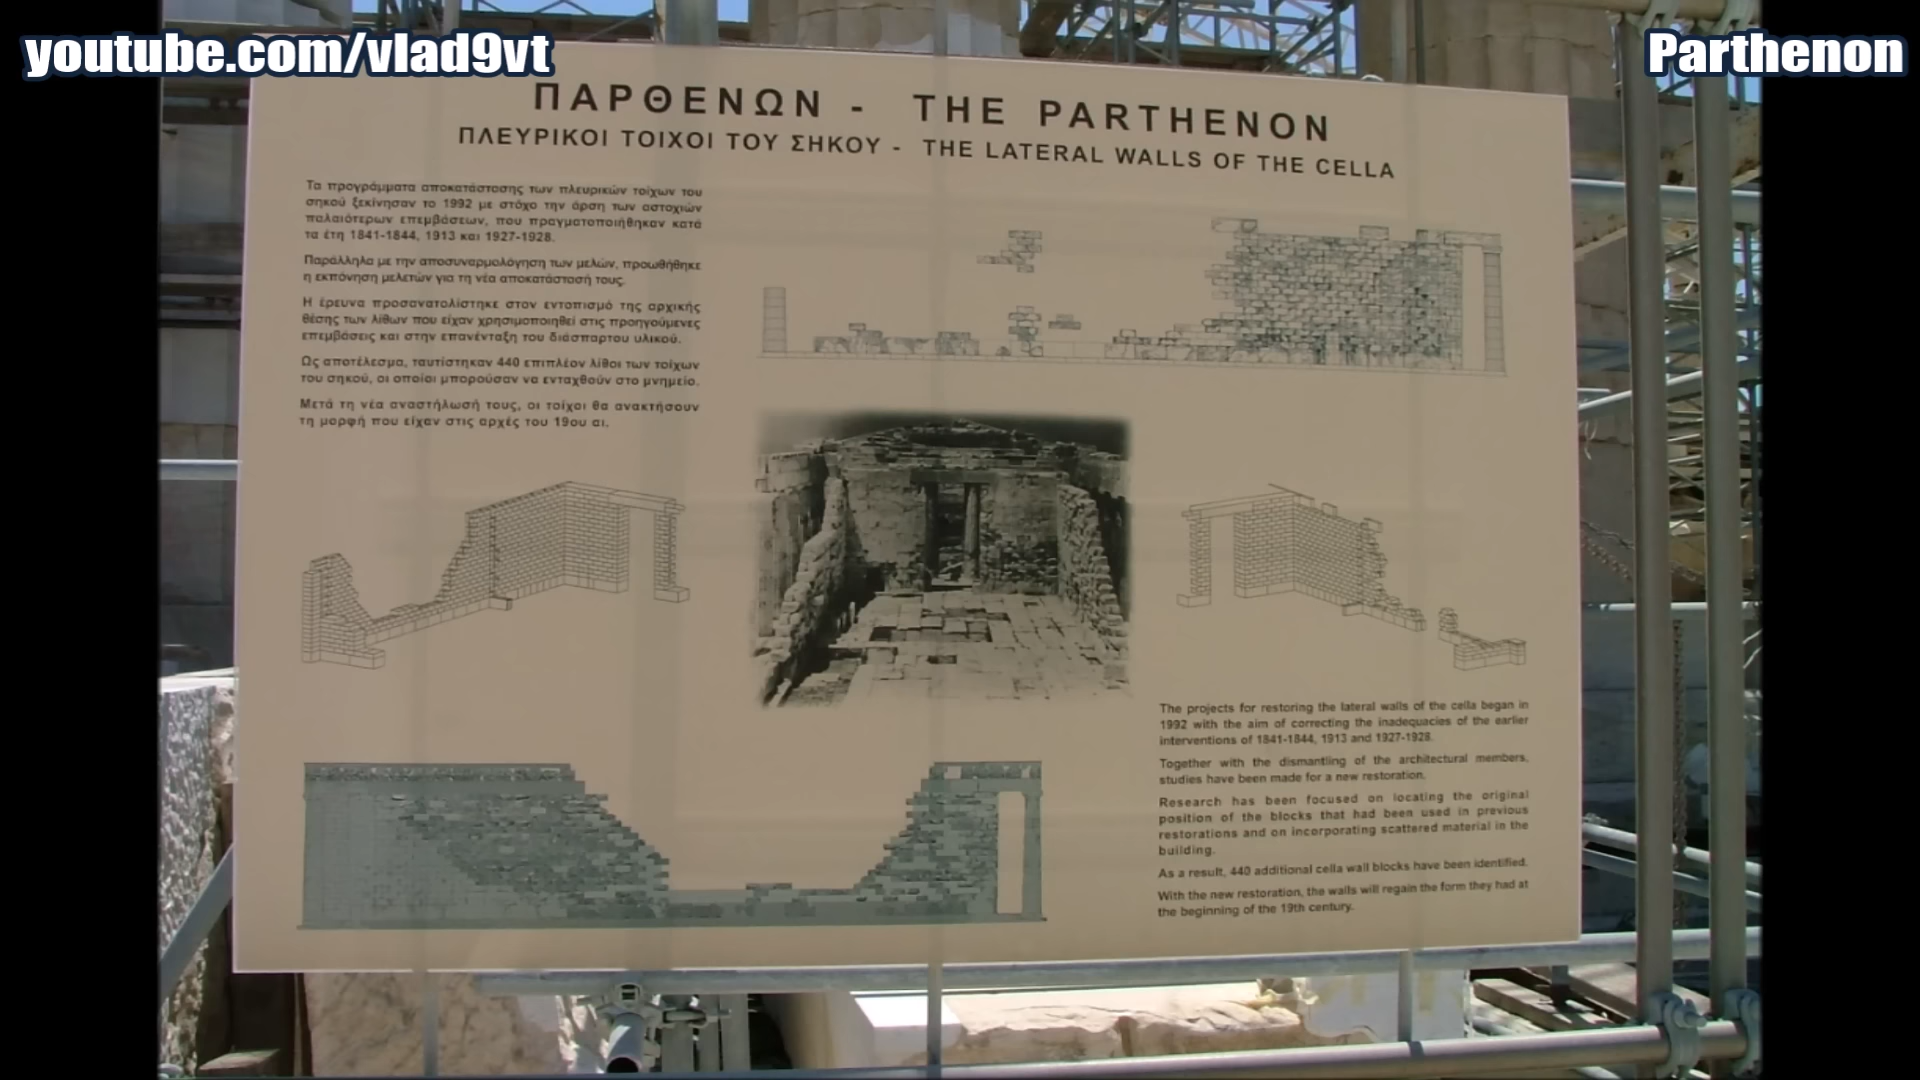 youtube.com/vlad9vt
Parthenon
ΠΑΡΘΕΝΩΝ - THE PARTHENON
ΠΛΕΥΡΙΚΟΙ ΤΟΙΧΟΙ ΤΟΥ ΣΗΚΟΥ - THE LATERAL WALLS OF THE CELLA
Τα προγράμματα αποκατάστασης των πλευρικών τοίχων του
σηκού ξεκίνησαν το 1992 με στόχο την άρση των αστοχιών
παλαιότερων επεμβάσεων, που πραγματοποιήθηκαν κατά
τα έτη 1841-1844, 1913 και 1927-1928.
Παράλληλα με την αποσυναρμολόγηση των μελών, προωθήθηκε
η εκπόνηση μελετών για τη νέα αποκατάστασή τους.
Η έρευνα προσανατολίστηκε στον εντοπισμό της αρχικής
θέσης των λίθων που είχαν χρησιμοποιηθεί στις προηγούμενες
επεμβάσεις και στην επανένταξη του διάσπαρτου υλικού.
Ως αποτέλεσμα, ταυτίστηκαν 440 επιπλέον λίθοι των τοίχων
του σηκού, οι οποίοι μπορούσαν να ενταχθούν στο μνημείο.
Μετά τη νέα αναστήλωσή τους, οι τοίχοι θα ανακτήσουν
τη μορφή που είχαν στις αρχές του 19ου αι.
The projects for restoring the lateral walls of the cella began in
1992 with the aim of correcting the inadequacies of the earlier
interventions of 1841-1844, 1913 and 1927-1928.
Together with the dismantling of the architectural members,
studies have been made for a new restoration.
Research has been focused on locating the original
position of the blocks that had been used in previous
restorations and on incorporating scattered material in the
building.
As a result, 440 additional cella wall blocks have been identified.
With the new restoration, the walls will regain the form they had at
the beginning of the 19th century.